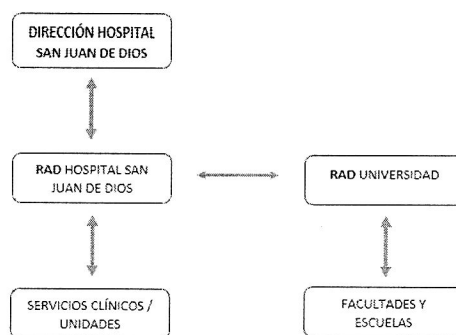 DIRECCIÓN HOSPITAL
SAN JUAN DE DIOS
RAD HOSPITAL SAN
JUAN DE DIOS
RAD UNIVERSIDAD
SERVICIOS CLÍNICOS /
UNIDADES
FACULTADES Y
ESCUELAS